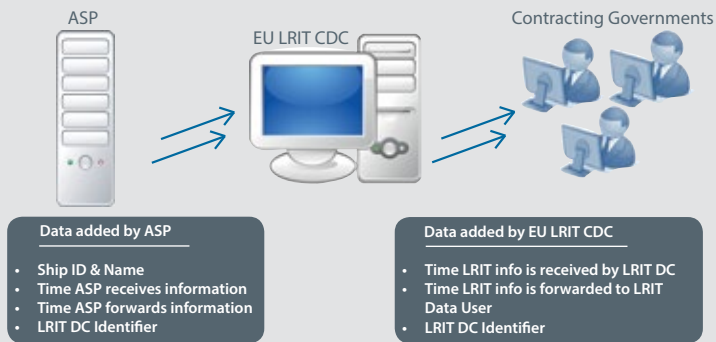 ASP
EU LRIT CDC
Contracting Governments
Data added by ASP
• Ship ID & Name
• Time ASP receives information
• Time ASP forwards information
• LRIT DC Identifier
Data added by EU LRIT CDC
• Time LRIT info is received by LRIT DC
• Time LRIT info is forwarded to LRIT
Data User
• LRIT DC Identifier